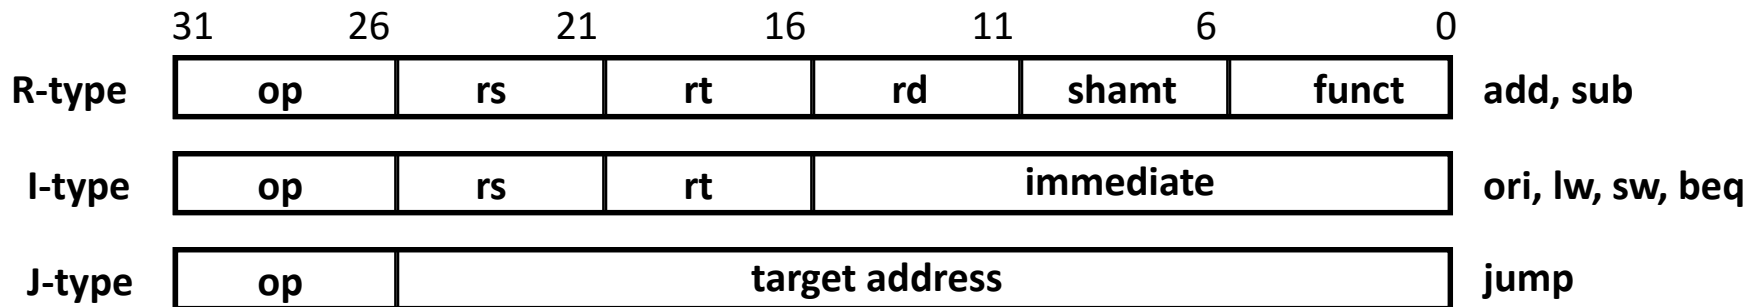 31 26 21 16 11 6 0
R-type op rs rt rd shamt funct add, sub
I-type op rs rt immediate ori, lw, sw, beq
J-type op target address jump